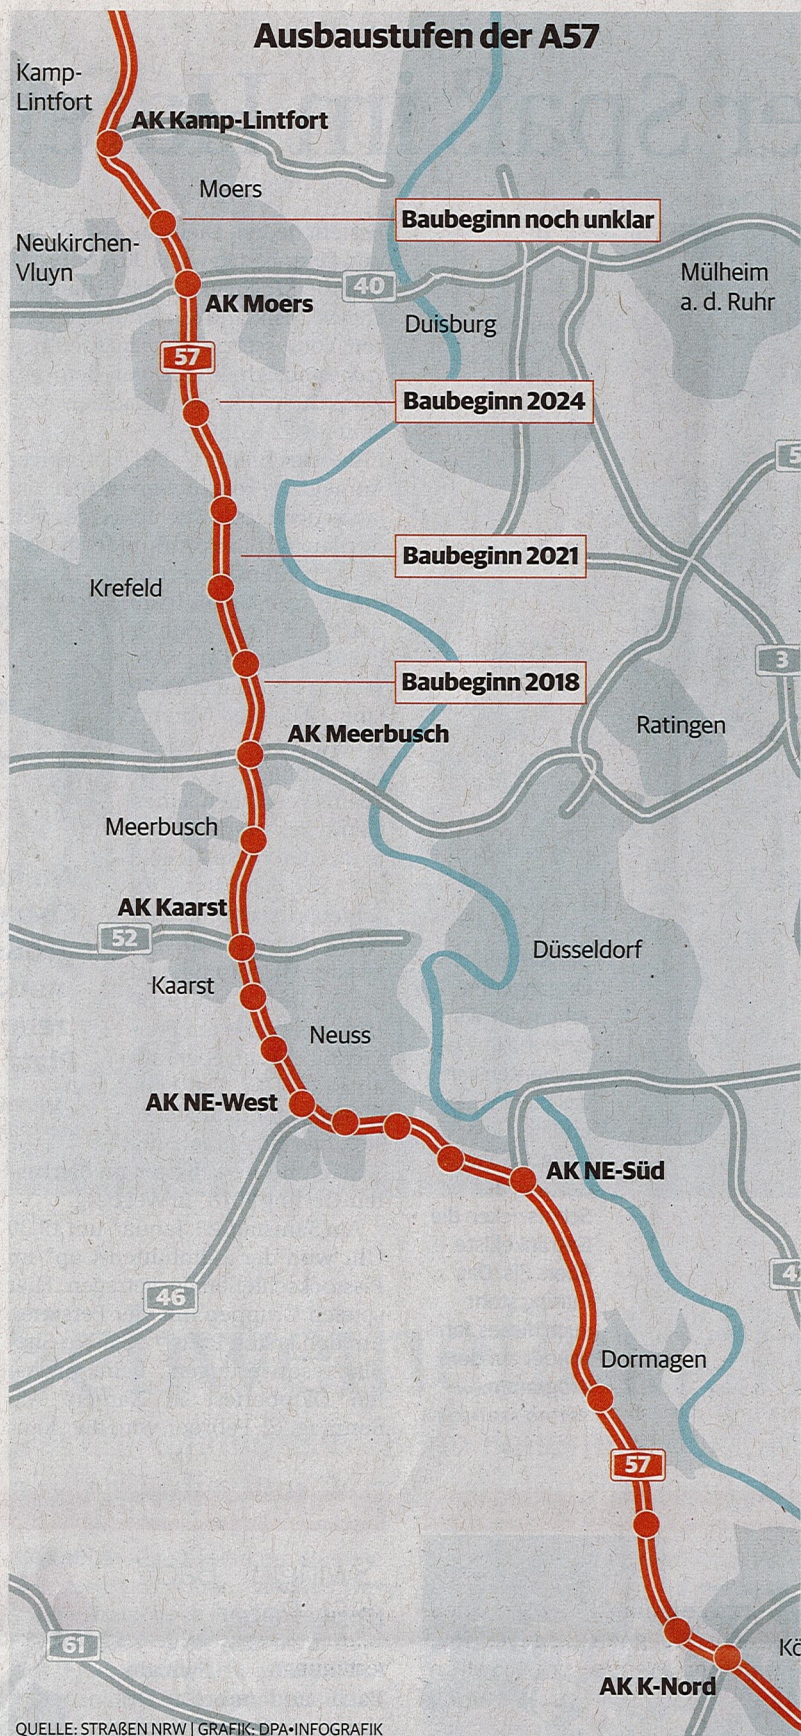 Ausbaustufen der A57
Kamp-
Lintfort
AK Kamp-Lintfort
Moers
Baubeginn noch unklar
Neukirchen-
Vluyn
Mülheim
a. d. Ruhr
40
AK Moers
Duisburg
57
Baubeginn 2024
5
Baubeginn 2021
Krefeld
3
Baubeginn 2018
Ratingen
AK Meerbusch
Meerbusch
AK Kaarst
52
Düsseldorf
Kaarst
Neuss
AK NE-West
AK NE-Süd
4
46
Dormagen
57
61
Kö
AK K-Nord
QUELLE: STRAßEN NRW | GRAFIK: DPA•INFOGRAFIK